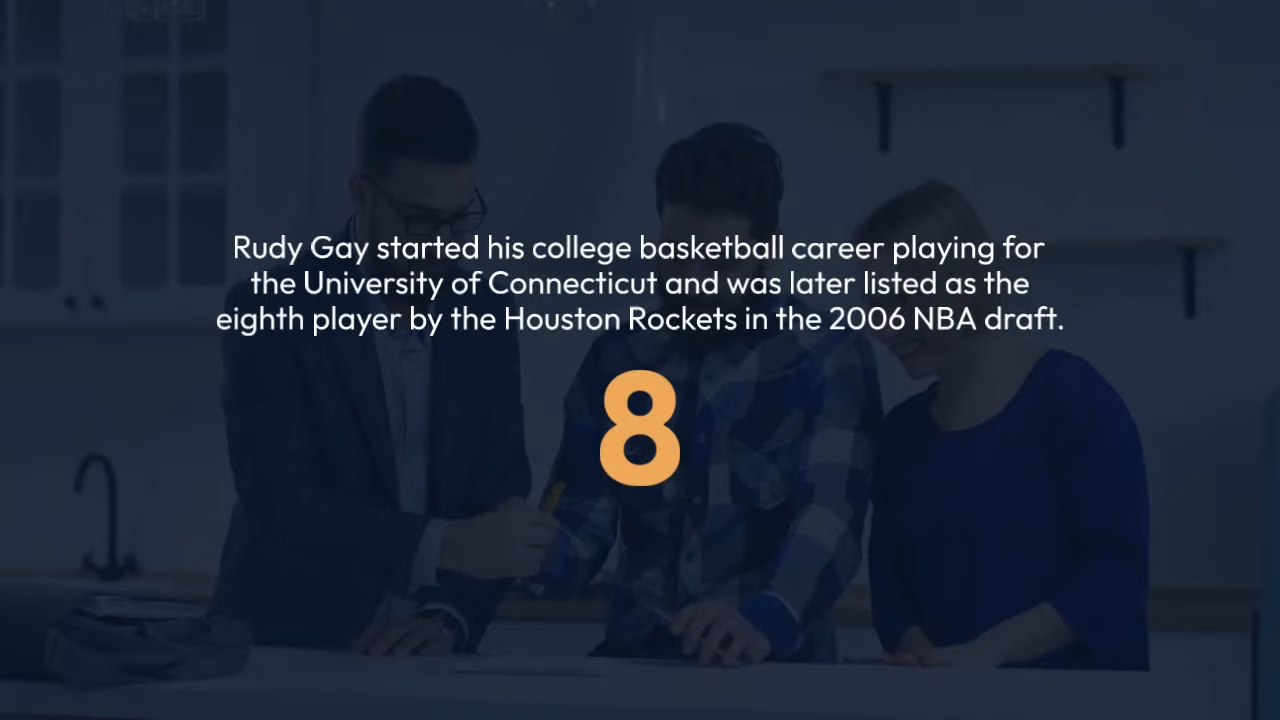 Rudy Gay started his college basketball career playing for
the University of Connecticut and was later listed as the
eighth player by the Houston Rockets in the 2006 NBA draft.
8